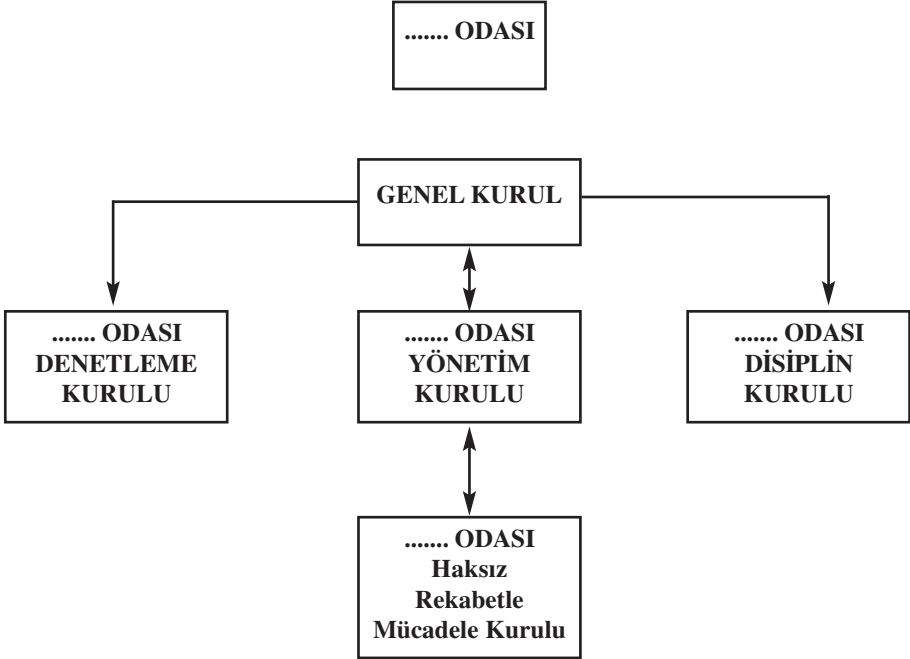 ....... ODASI
GENEL KURUL
....... ODASI
DENETLEME
KURULU
....... ODASI
YÖNETİM
KURULU
....... ODASI
DİSİPLİN
KURULU
....... ODASI
Haksız
Rekabetle
Mücadele Kurulu